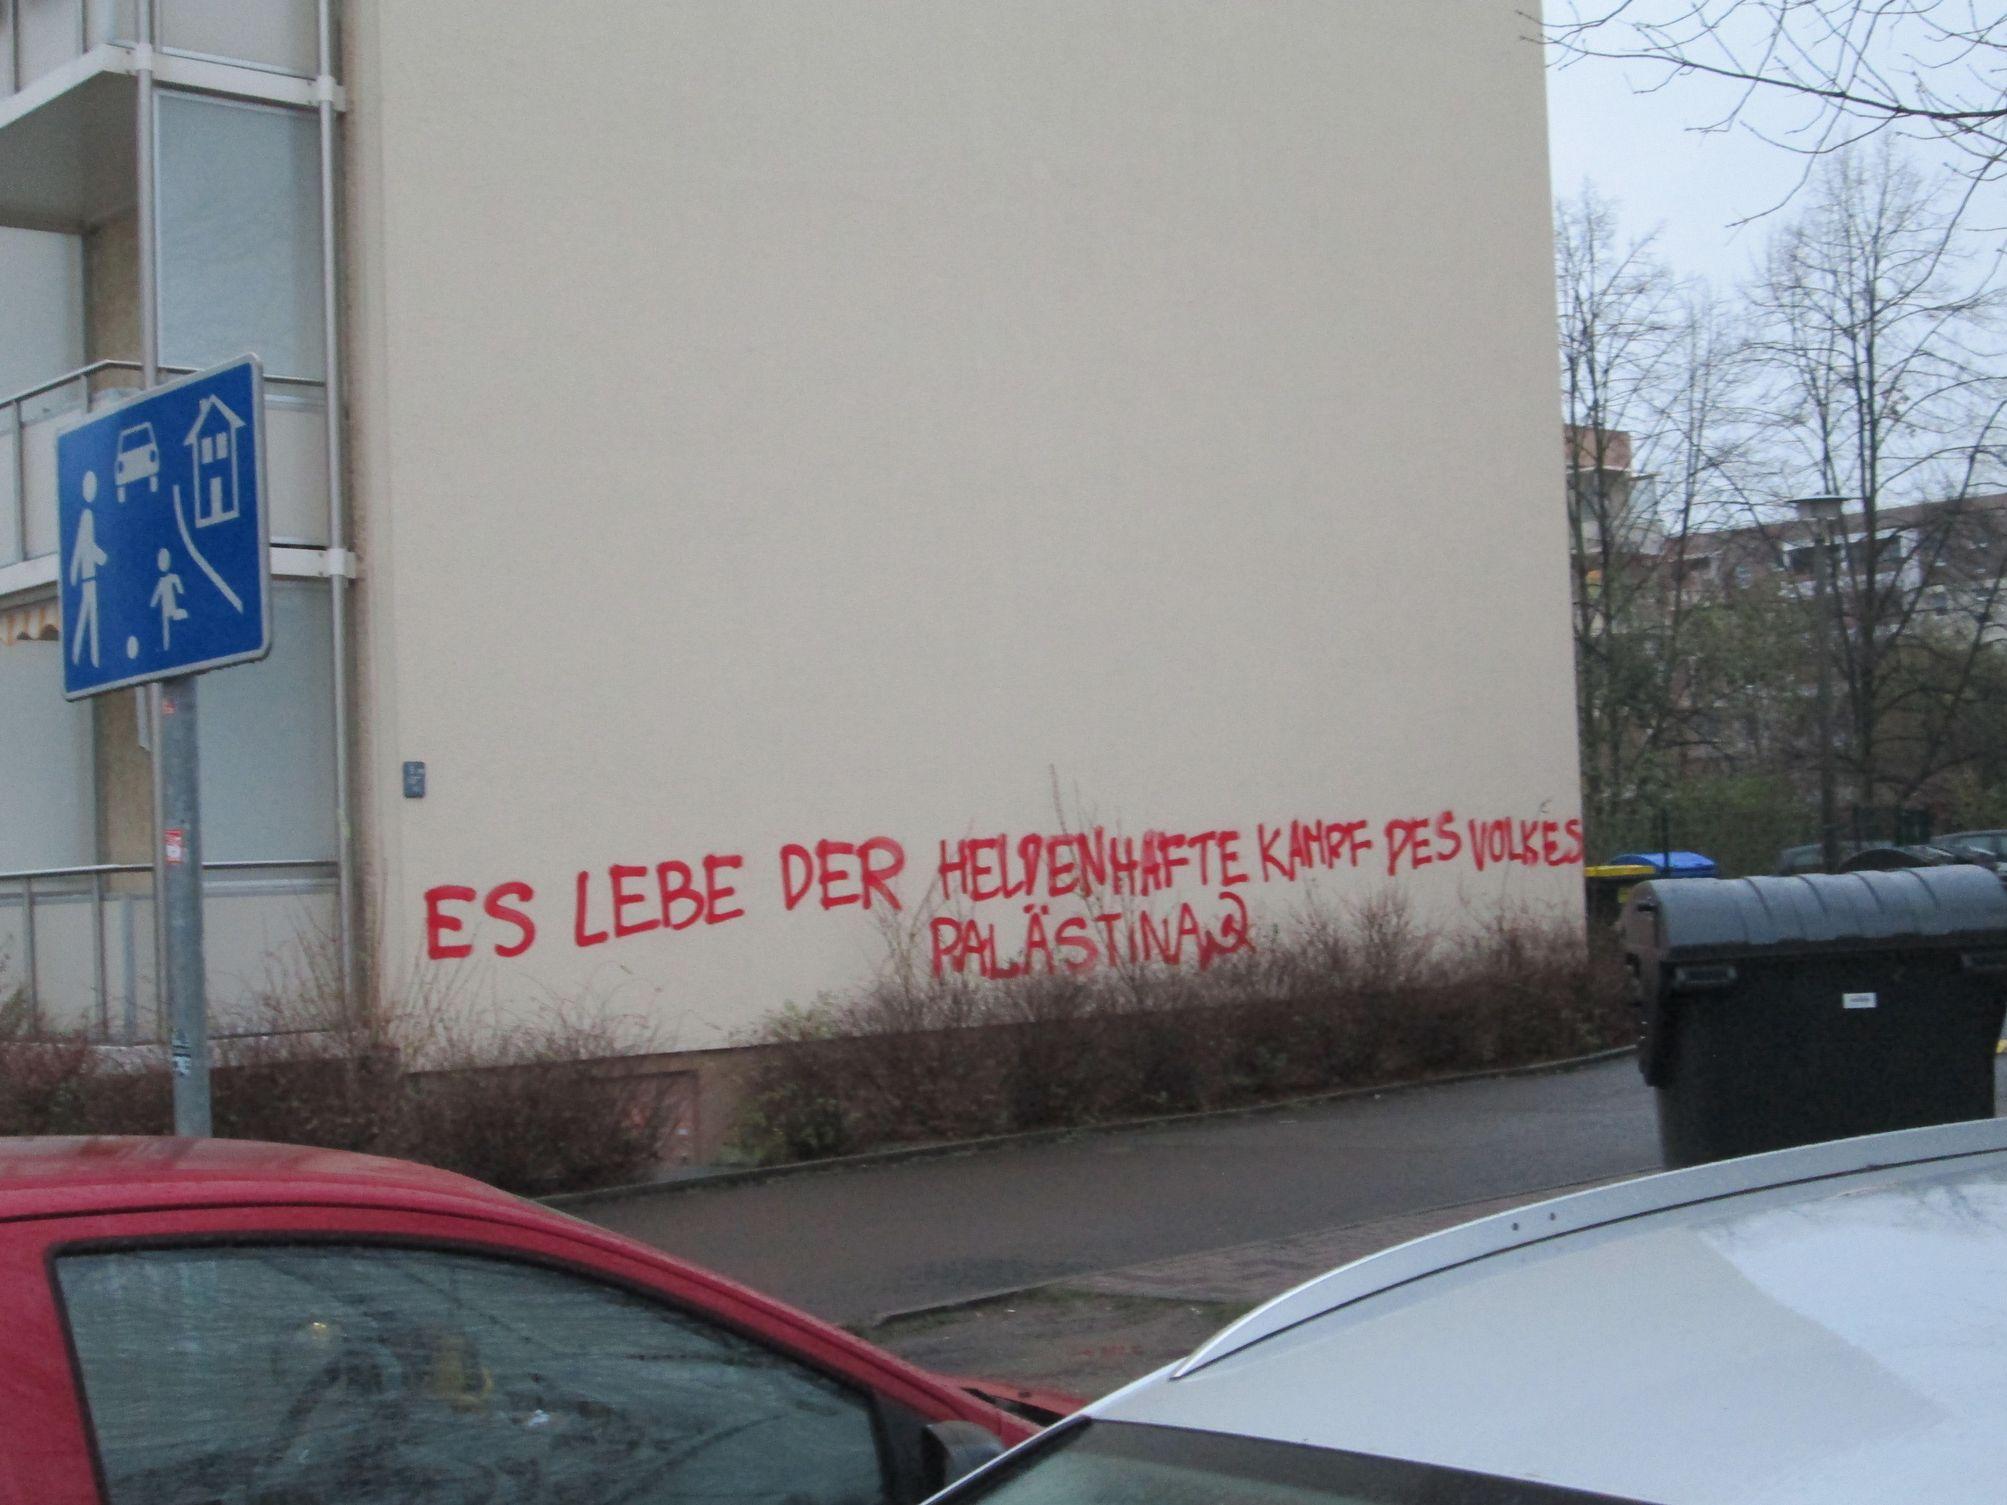 ES LEBE DER HELDENHAFTE KAMPF DES VOLKES
PALÄSTINA